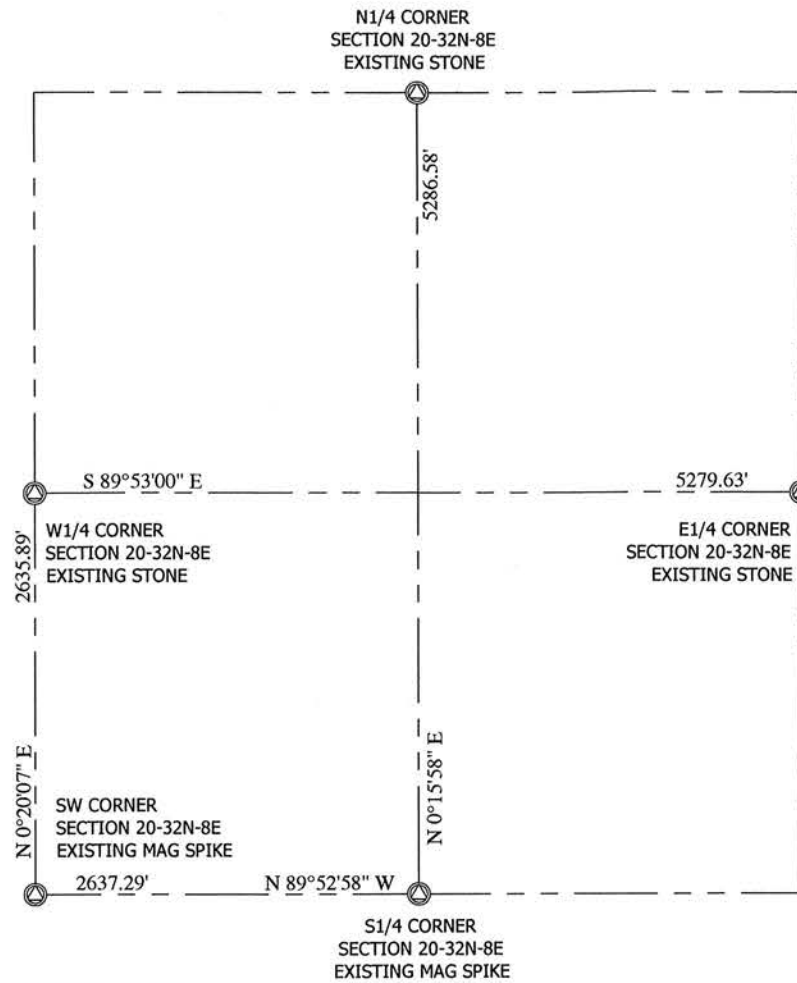 N1/4 CORNER
SECTION 20-32N-8E
EXISTING STONE
5286.58'
S 89°53'00" E
5279.63'
W1/4 CORNER
SECTION 20-32N-8E
EXISTING STONE
E1/4 CORNER
SECTION 20-32N-8E
EXISTING STONE
2635.89'
N 0°20'07" E
N 0°15'58" E
SW CORNER
SECTION 20-32N-8E
EXISTING MAG SPIKE
2637.29'
N 89°52'58" W
S1/4 CORNER
SECTION 20-32N-8E
EXISTING MAG SPIKE